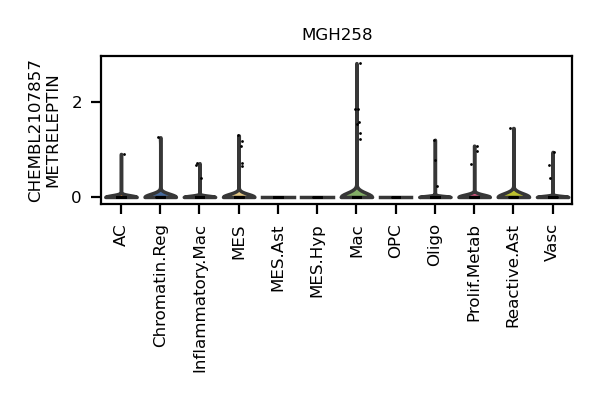 MGH258
CHEMBL2107857
METRELEPTIN
2
0
AC
Chromatin.Reg
Inflammatory.Mac
MES
MES.Ast
MES.Hyp
Mac
OPC
Oligo
Prolif.Metab
Reactive.Ast
Vasc